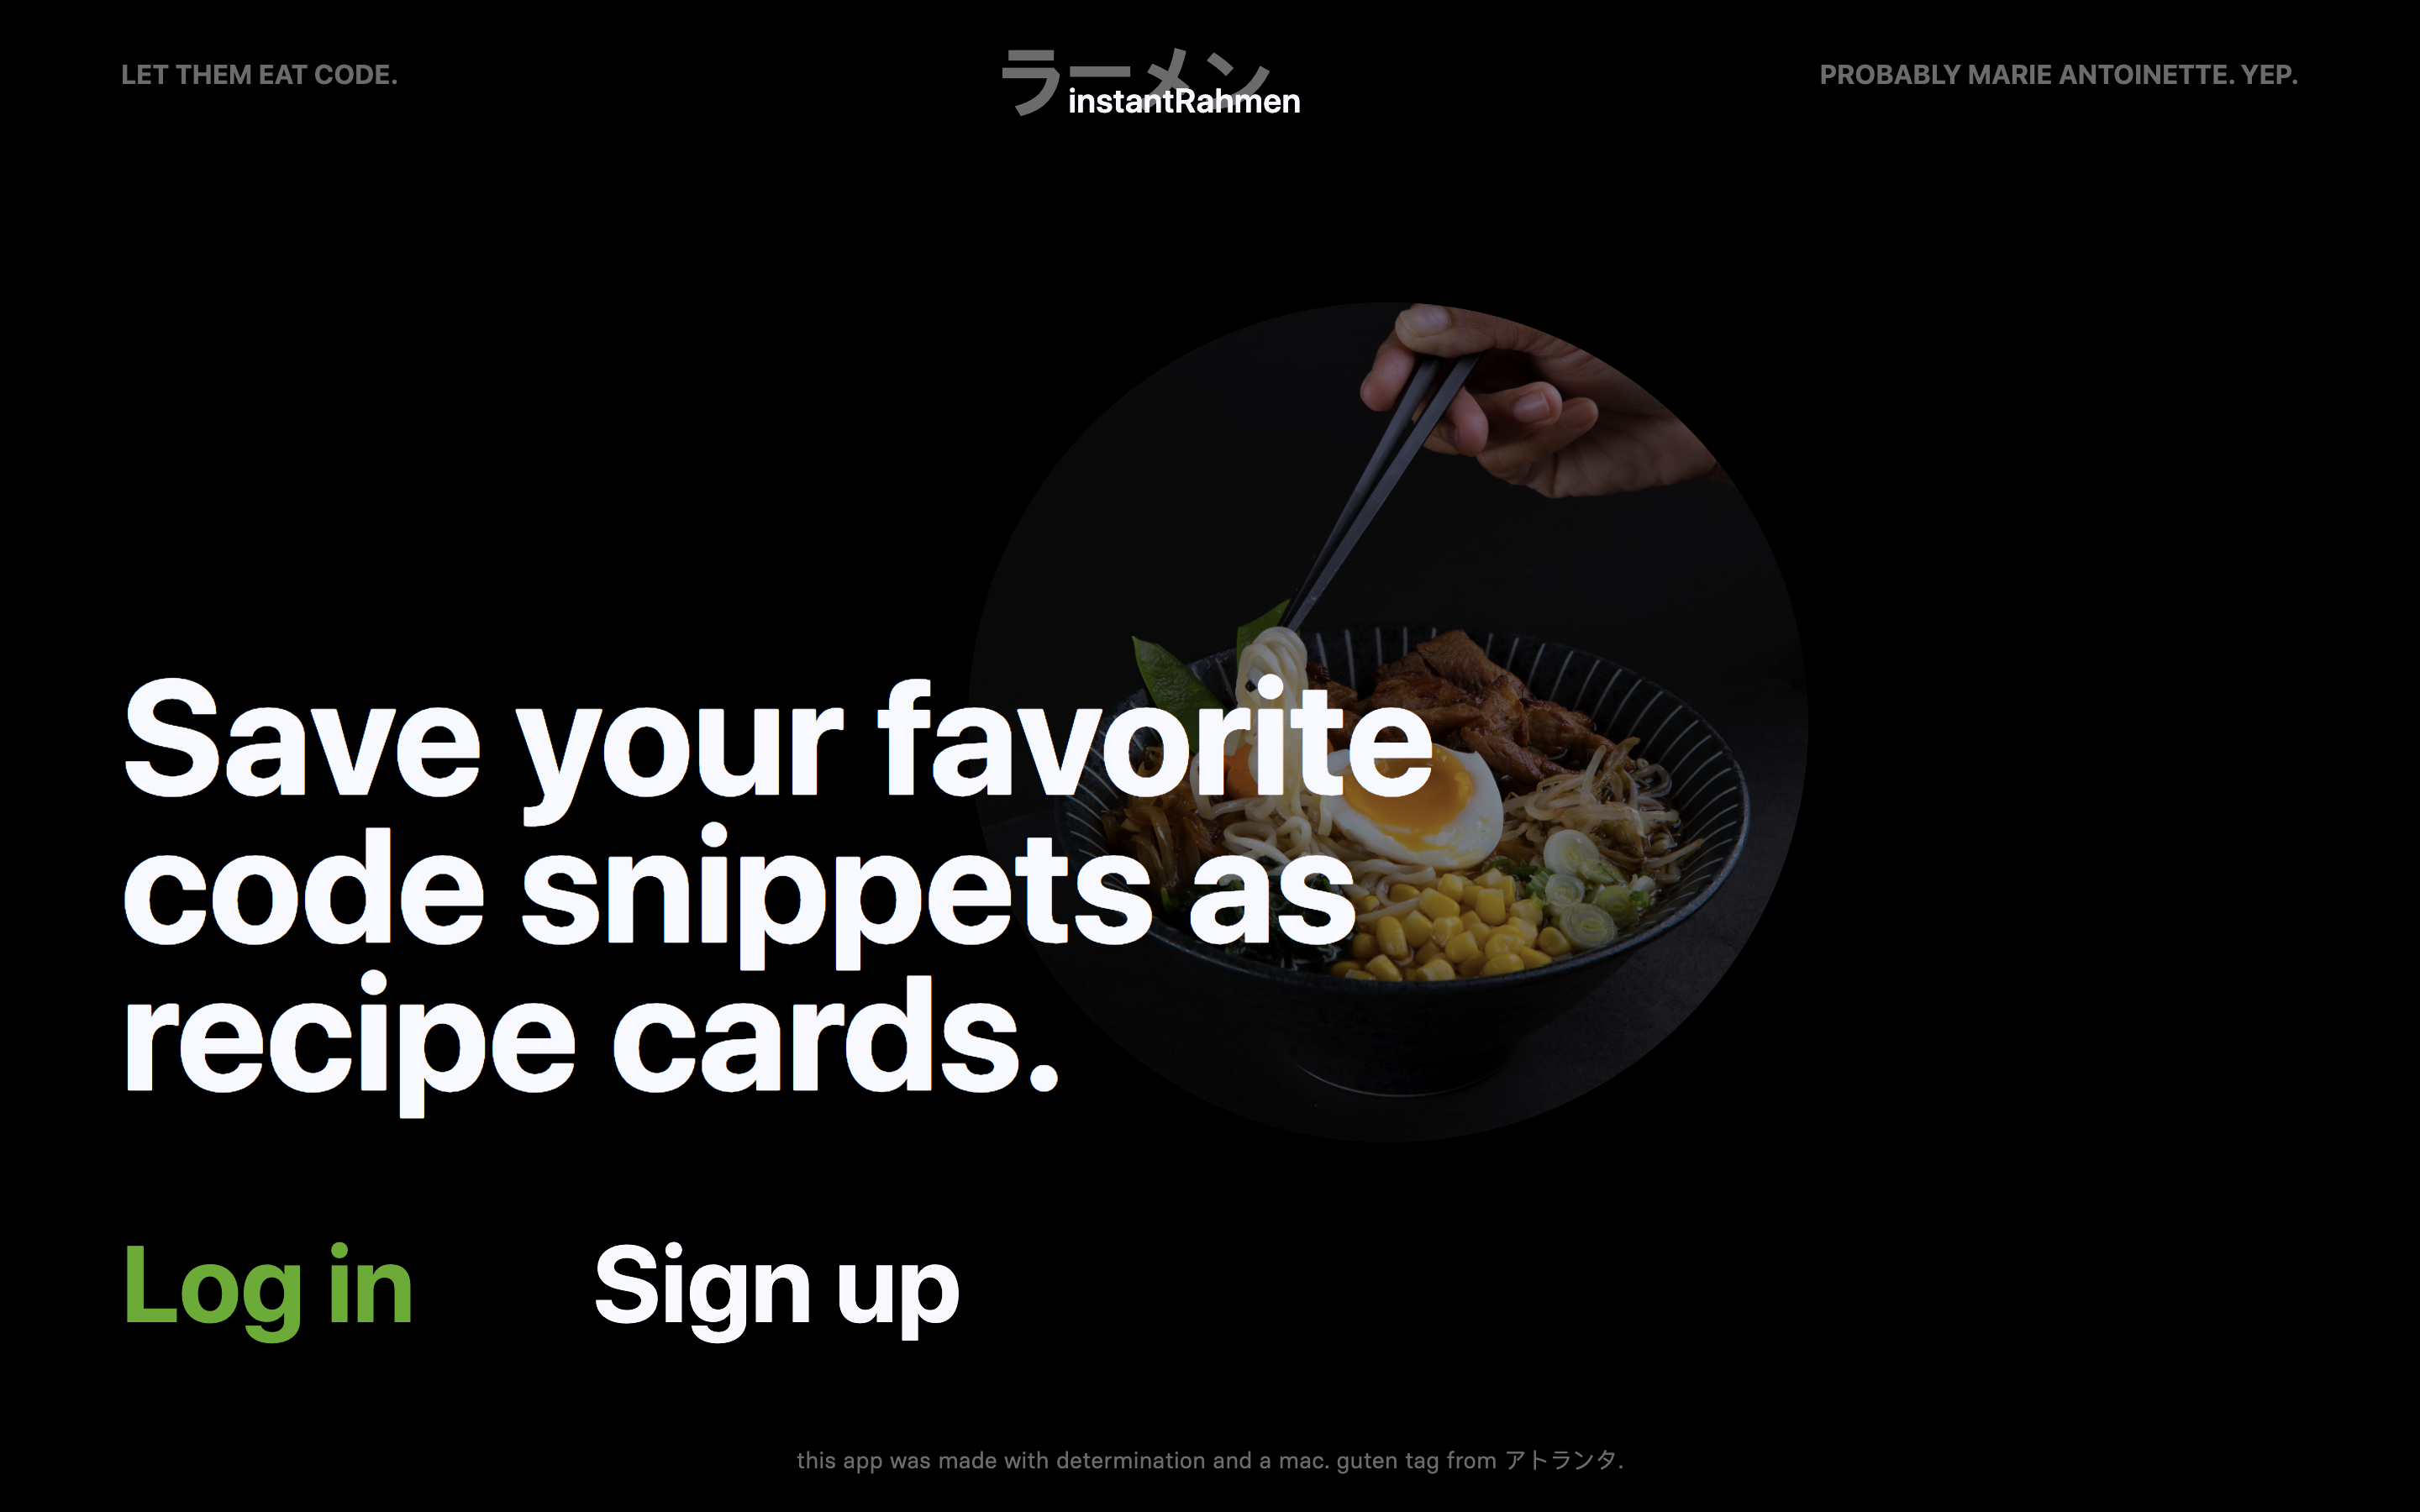 LET THEM EAT CODE.
ラーメン
instantRahmen
PROBABLY MARIE ANTOINETTE. YEP.
Save your favorite
code snippets as
recipe cards.
Log in
Sign up
this app was made with determination and a mac. guten tag from アトランタ.